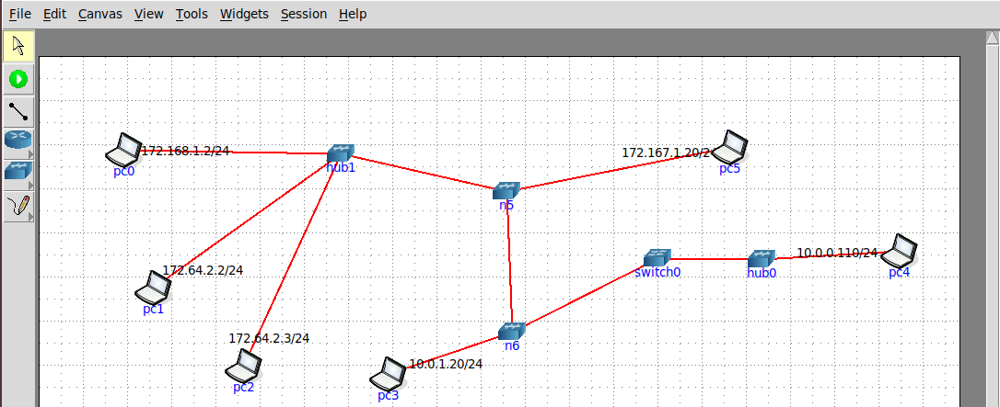 File Edit Canvas View Tools Widgets Session Help
172.168.1.2/24
pc0
hub1
172.167.1.20/2
pc5
n5
10.0.0.110/24
pc4
172.64.2.2/24
pc1
switch0
hub0
172.64.2.3/24
pc2
n6
10.0.1.20/24
pc3